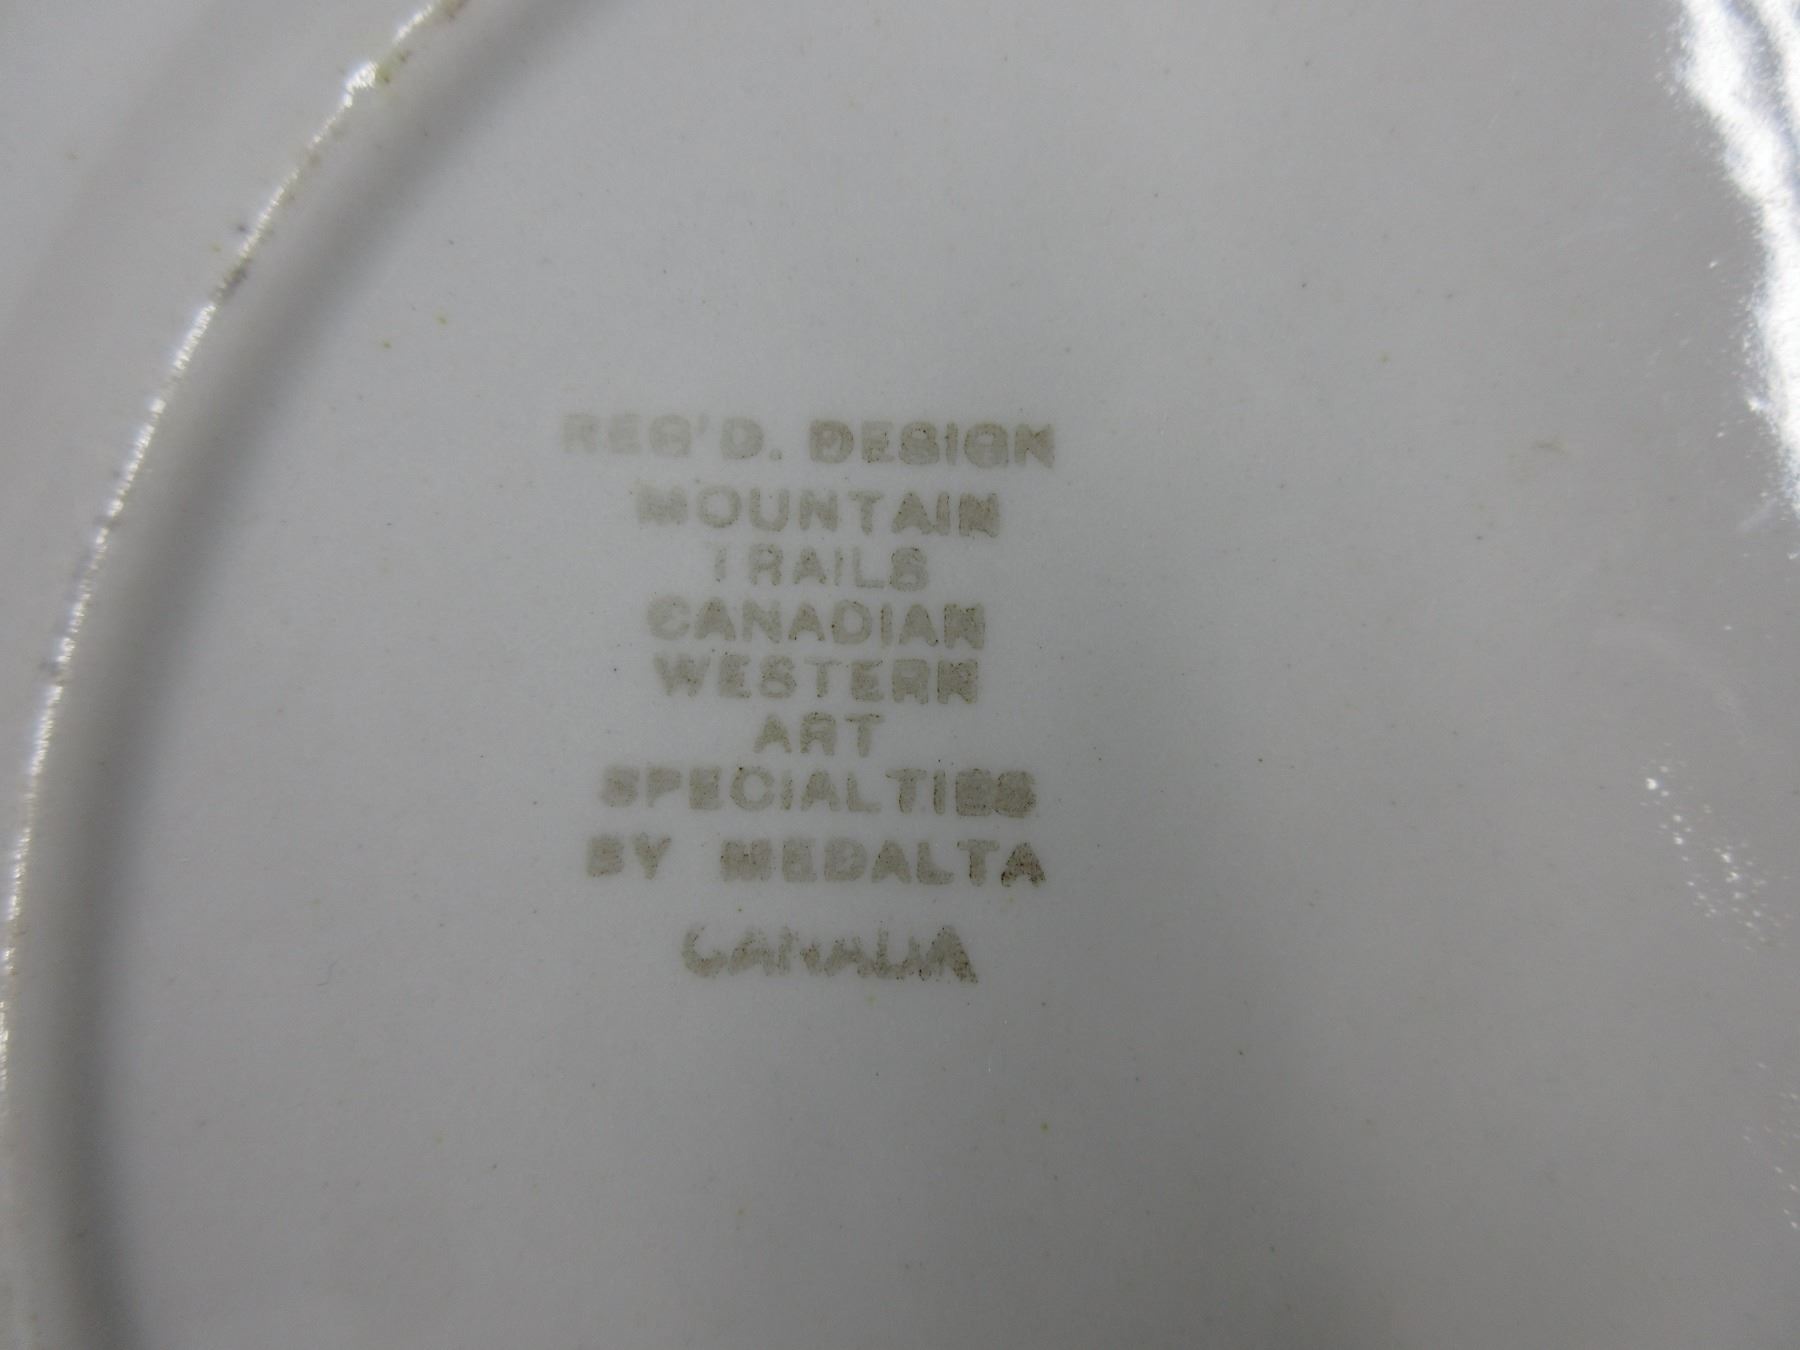 REG'D. DESIGN
MOUNTAIN
TRAILS
CANADIAN
WESTERN
ART
SPECIALTIES
BY MEDALTA
CANADA